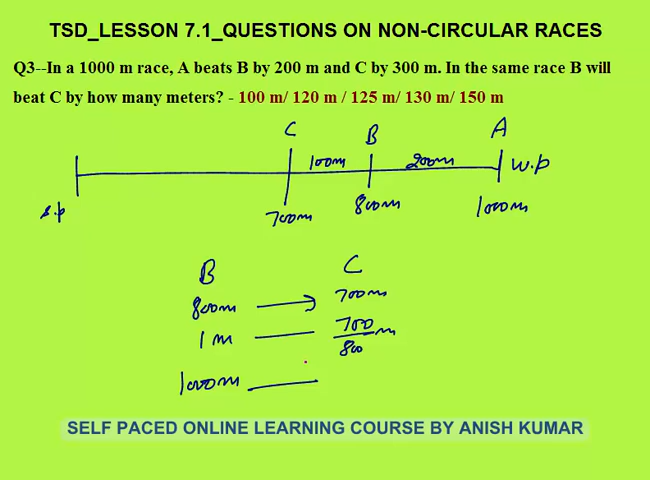 TSD_LESSON 7.1_QUESTIONS ON NON-CIRCULAR RACES
Q3--In a 1000 m race, A beats B by 200 m and C by 300 m. In the same race B will
beat C by how many meters? - 100 m/ 120 m / 125 m/ 130 m/ 150 m
C B A
100m 200m W.P
S.P 700m 800m 1000m
B C
800m 700m
1 m 700/800 m
1000m
SELF PACED ONLINE LEARNING COURSE BY ANISH KUMAR